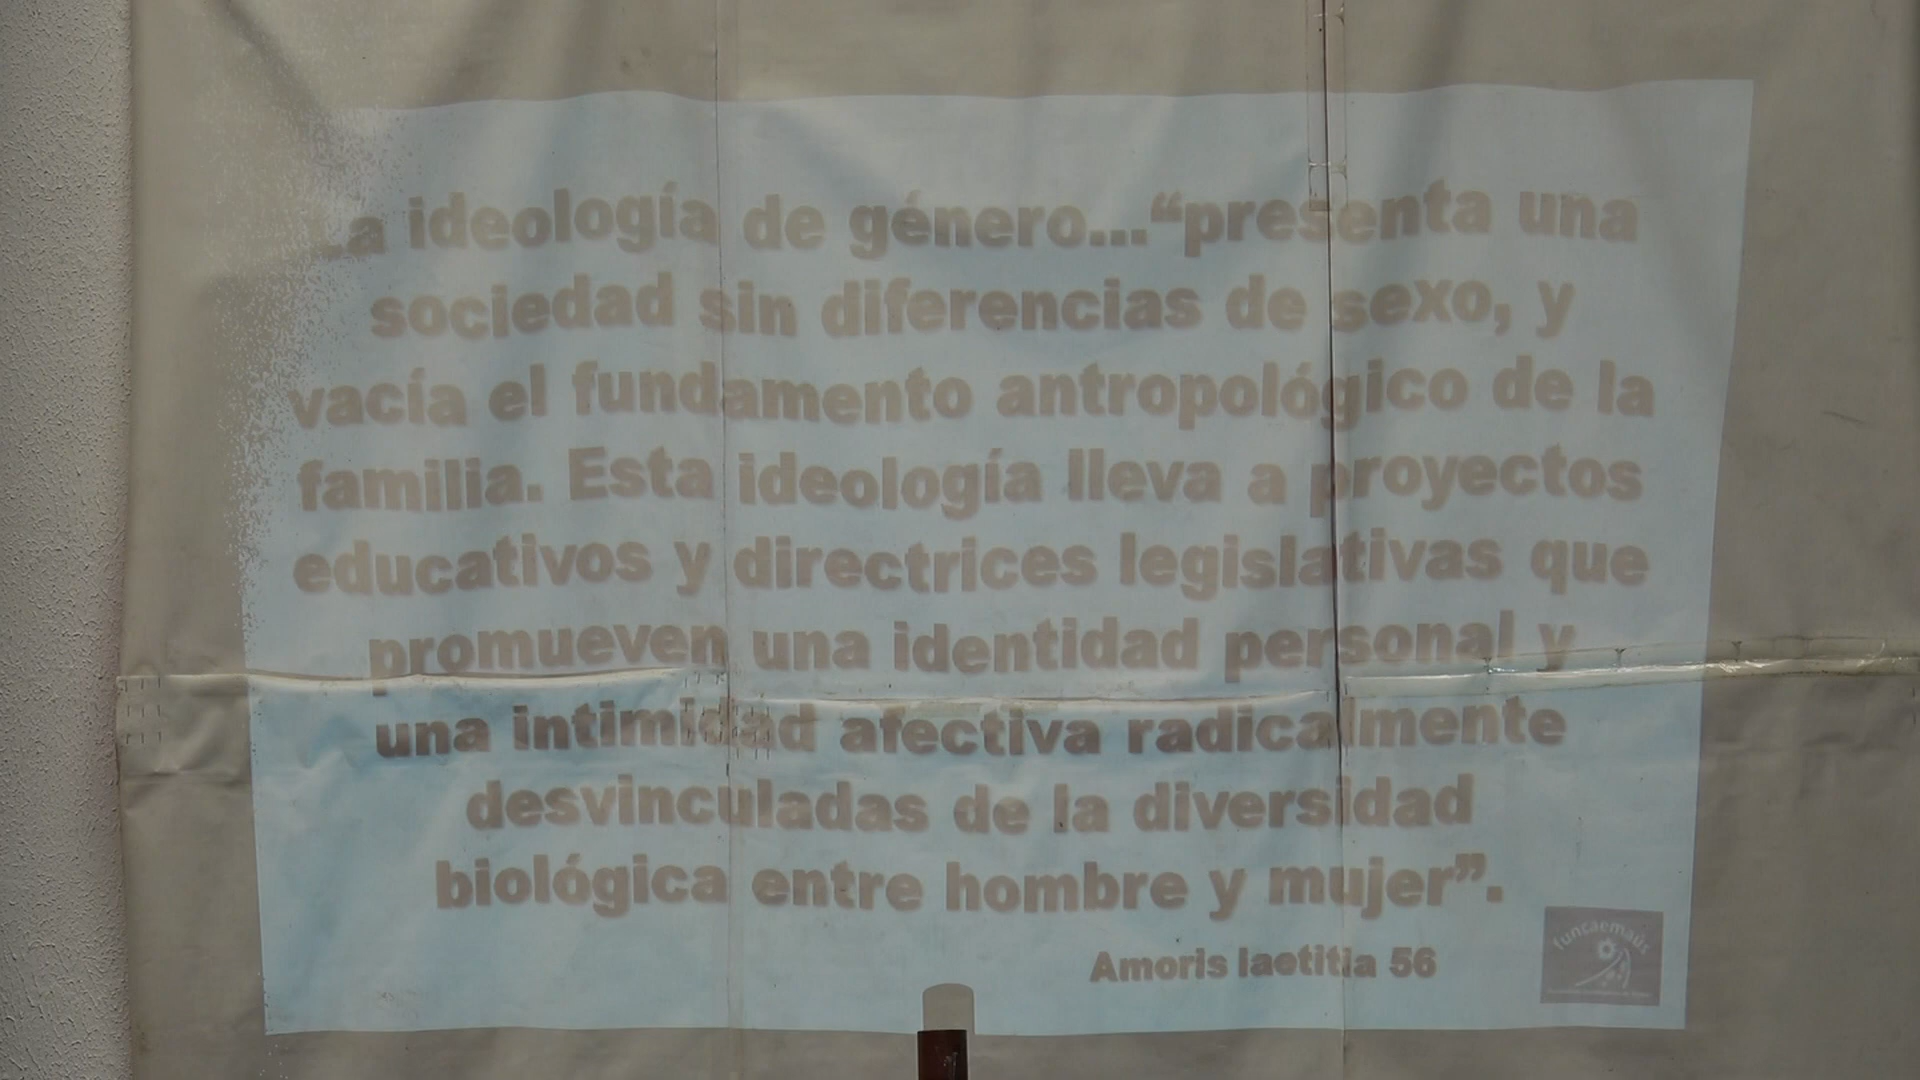 La ideología de género...“presenta una
sociedad sin diferencias de sexo, y
vacía el fundamento antropológico de la
familia. Esta ideología lleva a proyectos
educativos y directrices legislativas que
promueven una identidad personal y
una intimidad afectiva radicalmente
desvinculadas de la diversidad
biológica entre hombre y mujer”.
Amoris laetitia 56
funcaemaús